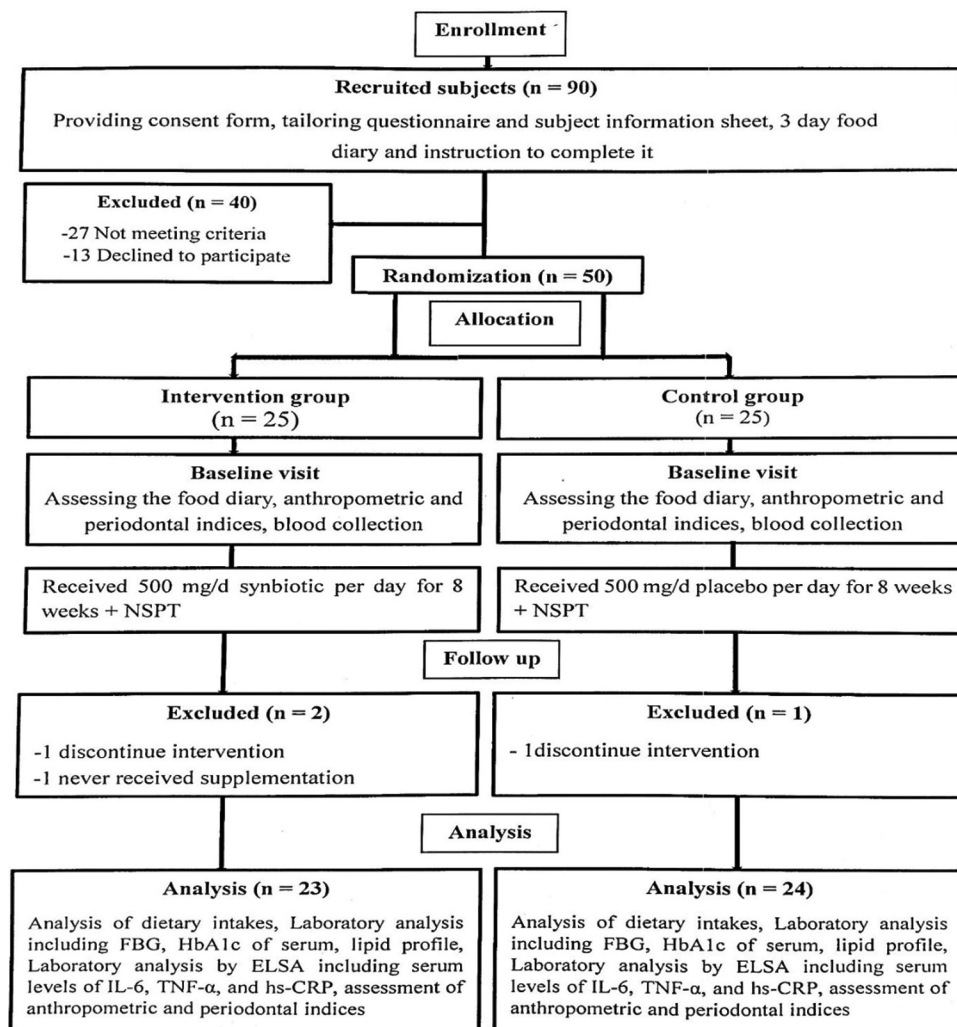 Enrollment
Recruited subjects (n = 90)
Providing consent form, tailoring questionnaire and subject information sheet, 3 day food
diary and instruction to complete it
Excluded (n = 40)
-27 Not meeting criteria
-13 Declined to participate
Randomization (n = 50)
Allocation
Intervention group
(n = 25)
Control group
(n = 25)
Baseline visit
Assessing the food diary, anthropometric and
periodontal indices, blood collection
Baseline visit
Assessing the food diary, anthropometric and
periodontal indices, blood collection
Received 500 mg/d synbiotic per day for 8
weeks + NSPT
Received 500 mg/d placebo per day for 8 weeks
+ NSPT
Follow up
Excluded (n = 2)
-1 discontinue intervention
-1 never received supplementation
Excluded (n = 1)
- 1discontinue intervention
Analysis
Analysis (n = 23)
Analysis of dietary intakes, Laboratory analysis
including FBG, HbA1c of serum, lipid profile,
Laboratory analysis by ELSA including serum
levels of IL-6, TNF-α, and hs-CRP, assessment of
anthropometric and periodontal indices
Analysis (n = 24)
Analysis of dietary intakes, Laboratory analysis
including FBG, HbA1c of serum, lipid profile,
Laboratory analysis by ELSA including serum
levels of IL-6, TNF-α, and hs-CRP, assessment of
anthropometric and periodontal indices